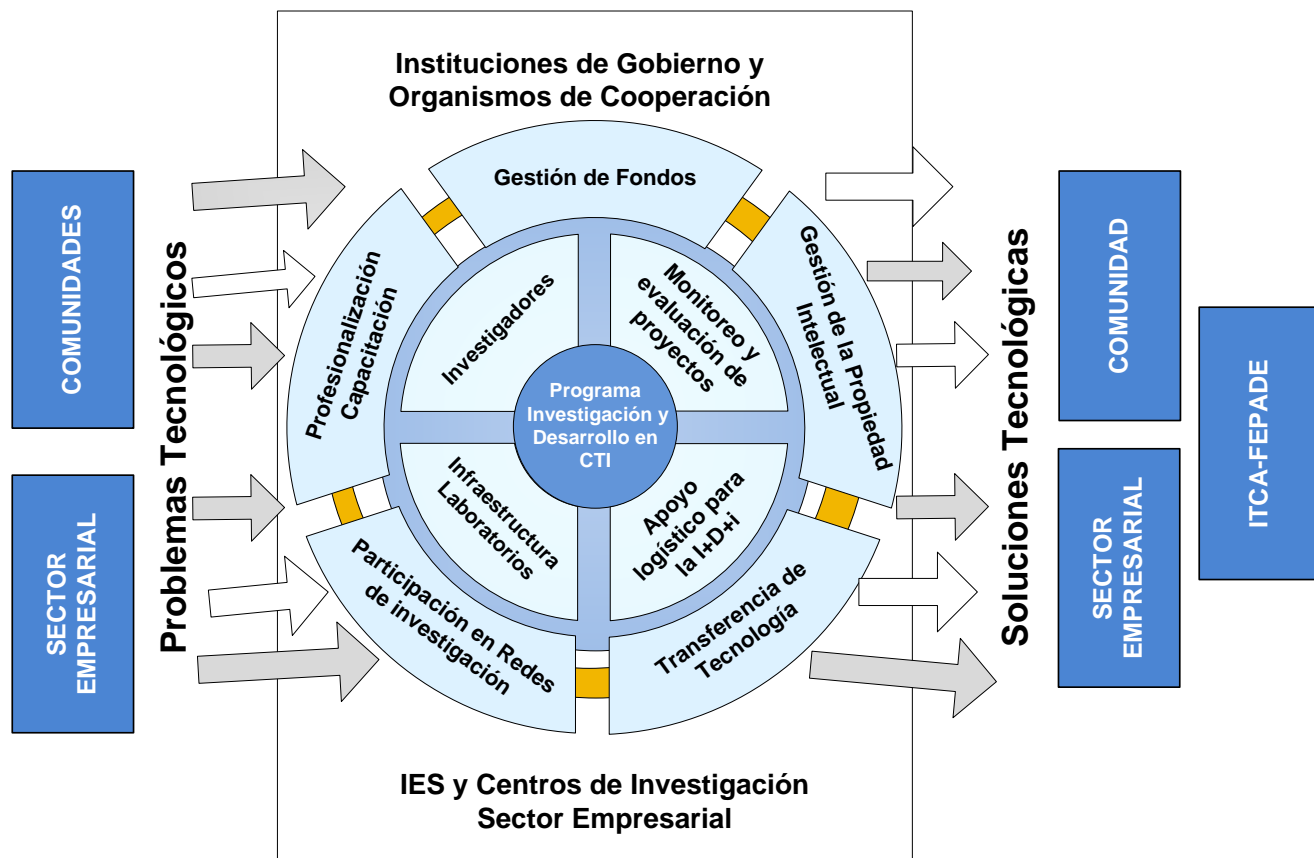 Instituciones de Gobierno y
Organismos de Cooperación
COMUNIDADES
SECTOR
EMPRESARIAL
Problemas Tecnológicos
Gestión de Fondos
Profesionalización
Capacitación
Gestión de la Propiedad
Intelectual
Investigadores
Monitoreo y
evaluación de
proyectos
Programa
Investigación y
Desarrollo en
CTI
Infraestructura
Laboratorios
Apoyo
logístico para
la I+D+i
Participación en Redes
de investigación
Transferencia de
Tecnología
Soluciones Tecnológicas
COMUNIDAD
SECTOR
EMPRESARIAL
ITCA-FEPADE
IES y Centros de Investigación
Sector Empresarial